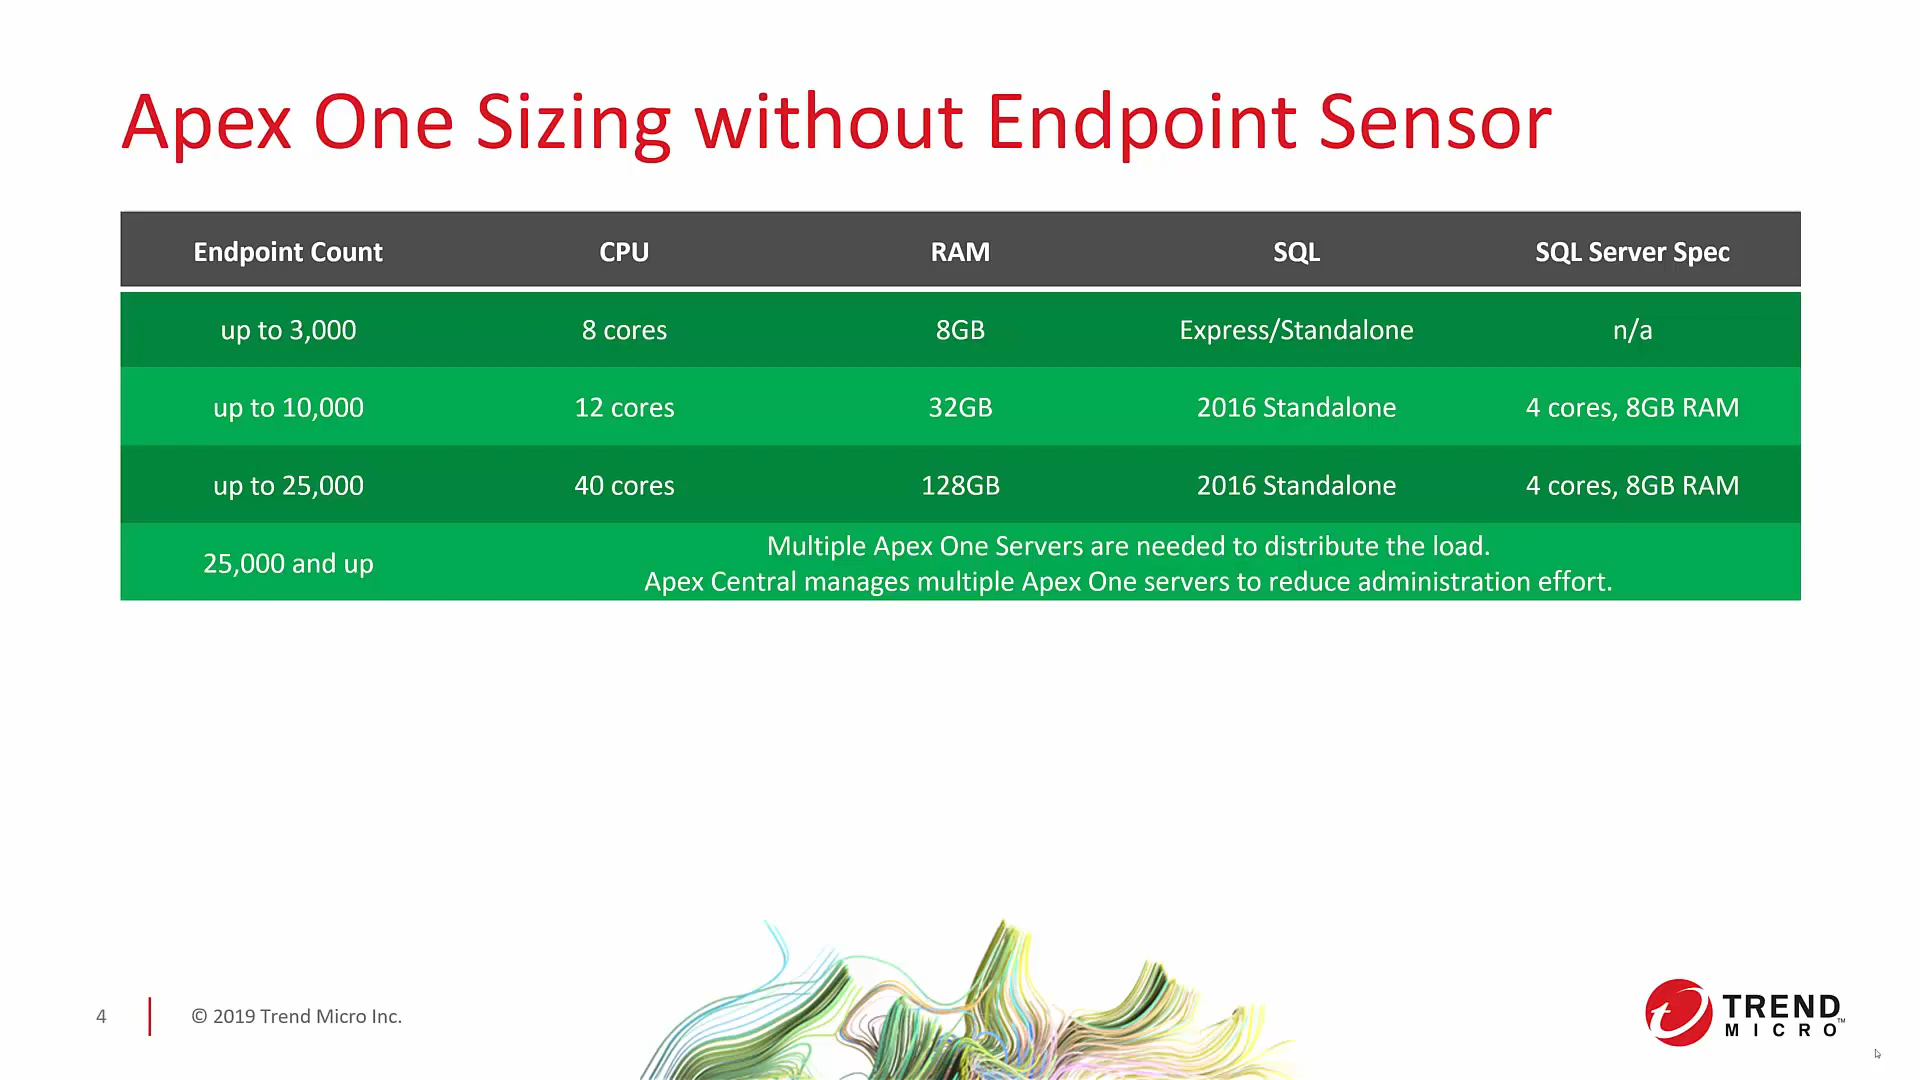 Apex One Sizing without Endpoint Sensor
Endpoint Count CPU RAM SQL SQL Server Spec
up to 3,000 8 cores 8GB Express/Standalone n/a
up to 10,000 12 cores 32GB 2016 Standalone 4 cores, 8GB RAM
up to 25,000 40 cores 128GB 2016 Standalone 4 cores, 8GB RAM
25,000 and up
Multiple Apex One Servers are needed to distribute the load.
Apex Central manages multiple Apex One servers to reduce administration effort.
4
© 2019 Trend Micro Inc.
TREND
MICRO™